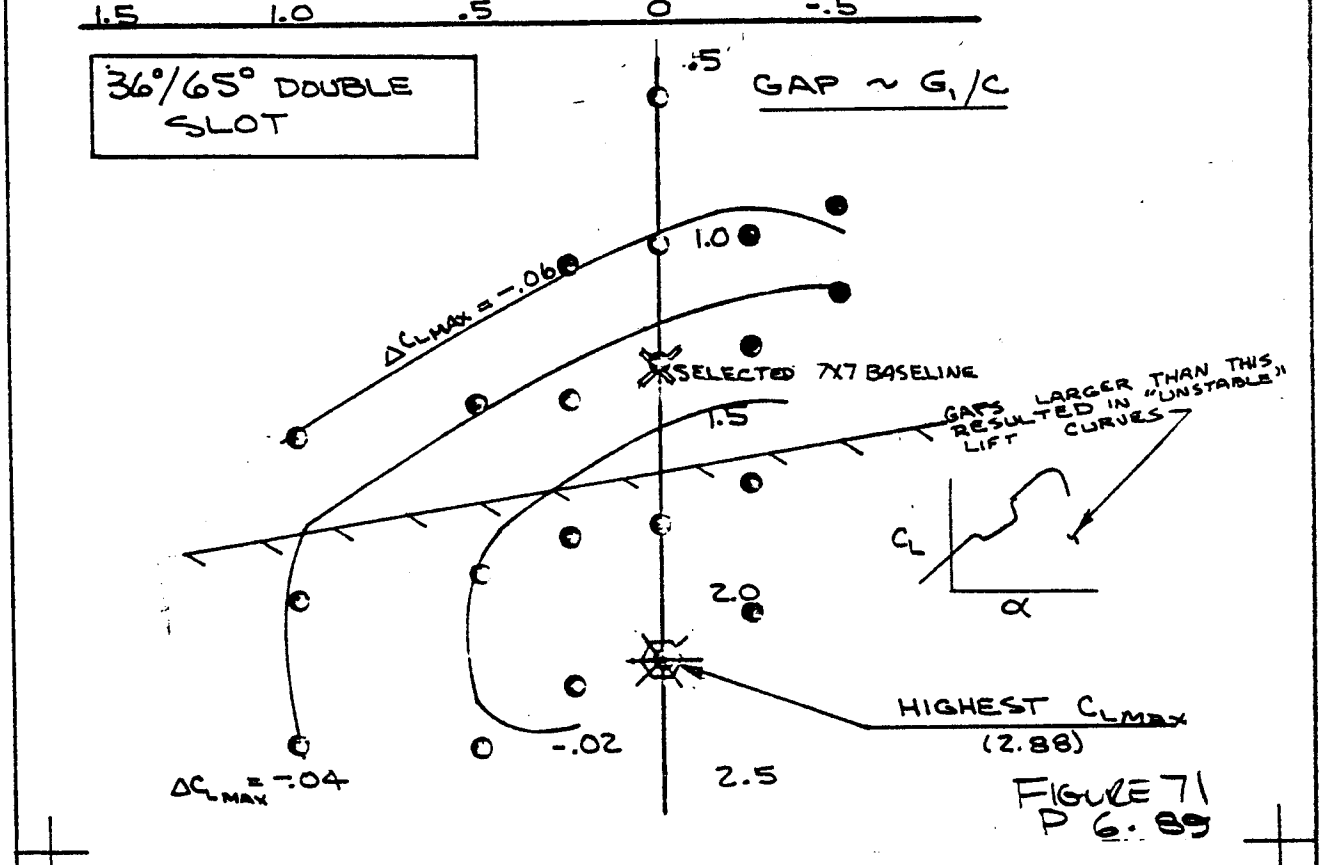 1.5 1.0 .5 0 -.5
36°/65° DOUBLE
SLOT
.5
GAP ~ G₁/C
1.0
ΔCLMAX = -.06
SELECTED 7X7 BASELINE
1.5
GAPS LARGER THAN THIS
RESULTED IN "UNSTABLE"
LIFT CURVES
CL
α
2.0
HIGHEST CLMAX
(2.88)
-.02
2.5
ΔCLMAX = -.04
FIGURE 71
P 6.89